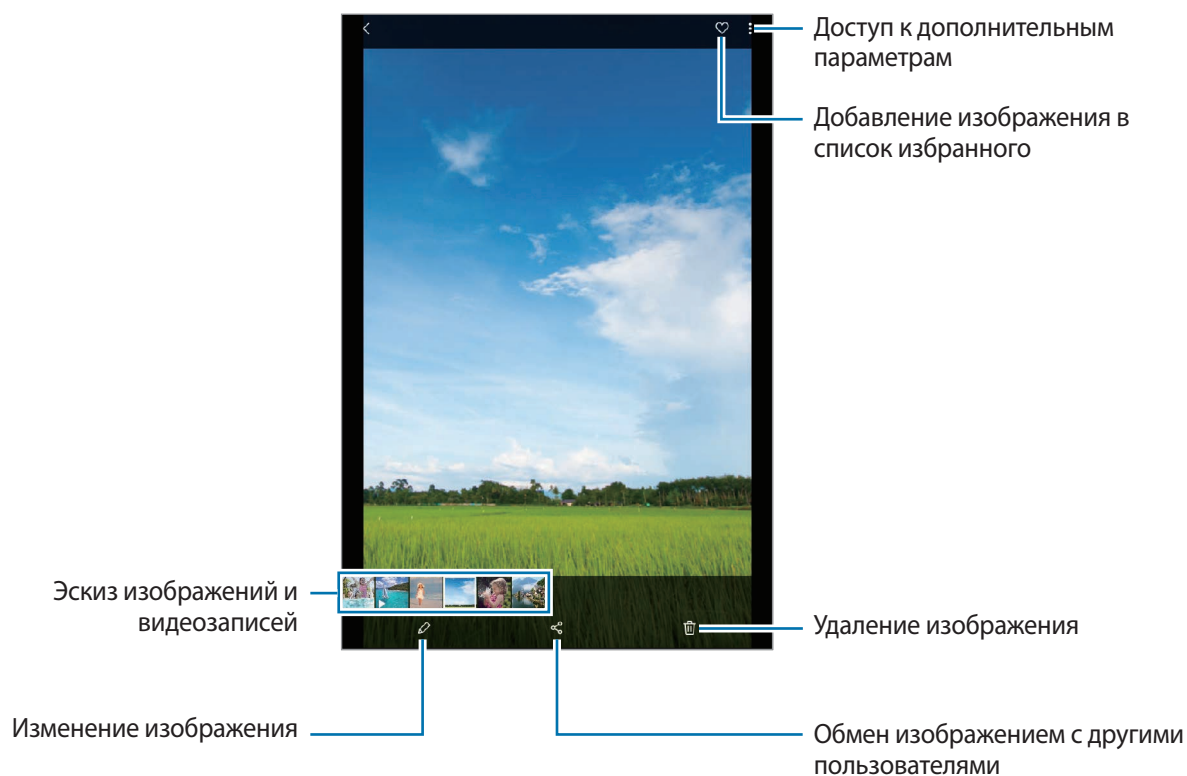 Доступ к дополнительным
параметрам
Добавление изображения в
список избранного
Эскиз изображений и
видеозаписей
Удаление изображения
Изменение изображения
Обмен изображением с другими
пользователями